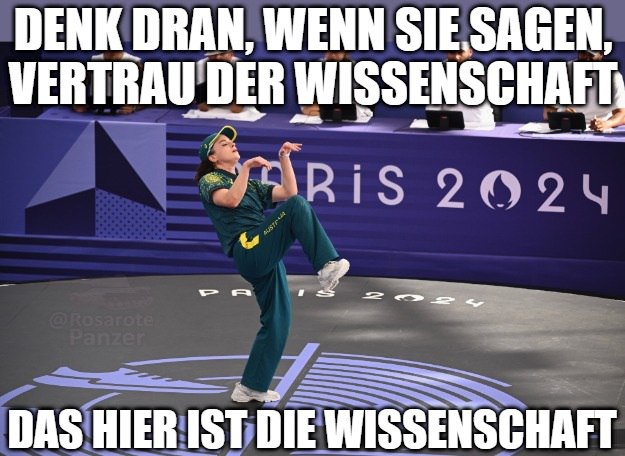 DENK DRAN, WENN SIE SAGEN,
VERTRAU DER WISSENSCHAFT
PARIS 2024
AUSTRALIA
PARIS 2024
@Rosarote
Panzer
DAS HIER IST DIE WISSENSCHAFT